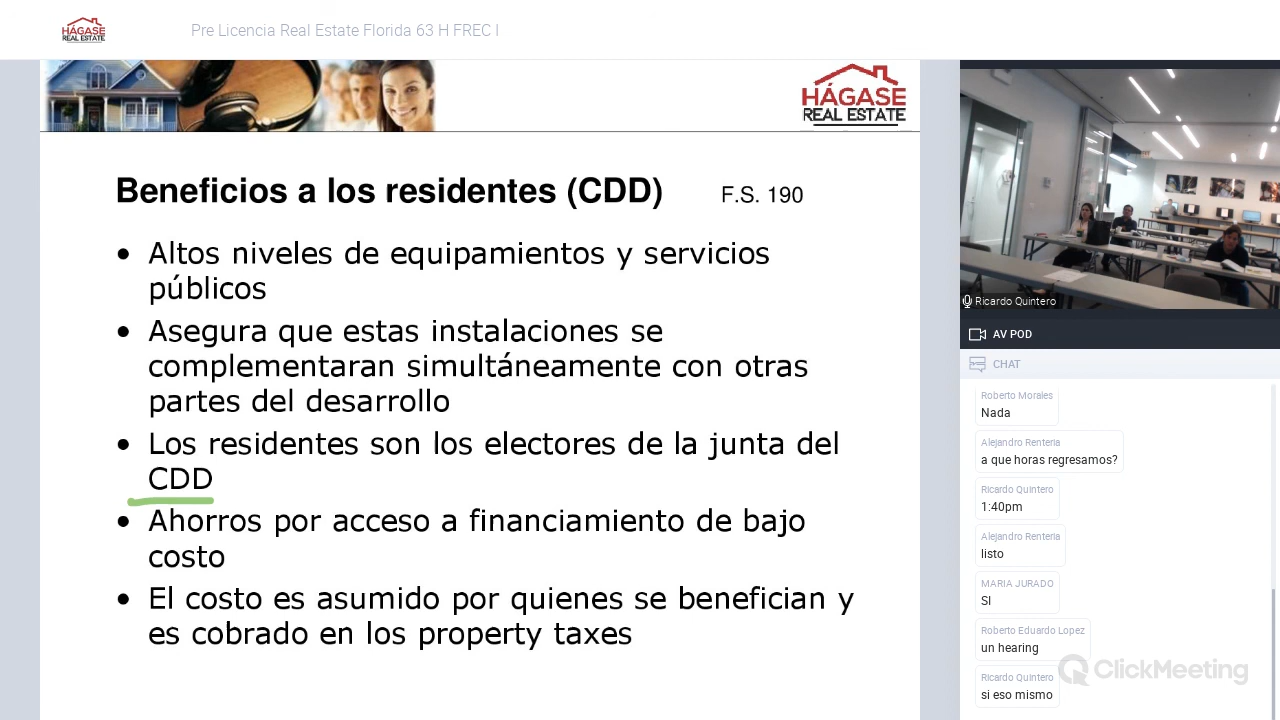 HÁGASE
REAL ESTATE
Pre Licencia Real Estate Florida 63 H FREC I
HÁGASE
REAL ESTATE
Beneficios a los residentes (CDD) F.S. 190
• Altos niveles de equipamientos y servicios
públicos
• Asegura que estas instalaciones se
complementaran simultáneamente con otras
partes del desarrollo
• Los residentes son los electores de la junta del
CDD
• Ahorros por acceso a financiamiento de bajo
costo
• El costo es asumido por quienes se benefician y
es cobrado en los property taxes
Ricardo Quintero
AV POD
CHAT
Roberto Morales
Nada
Alejandro Renteria
a que horas regresamos?
Ricardo Quintero
1:40pm
Alejandro Renteria
listo
MARIA JURADO
SI
Roberto Eduardo Lopez
un hearing
Ricardo Quintero
si eso mismo
ClickMeeting